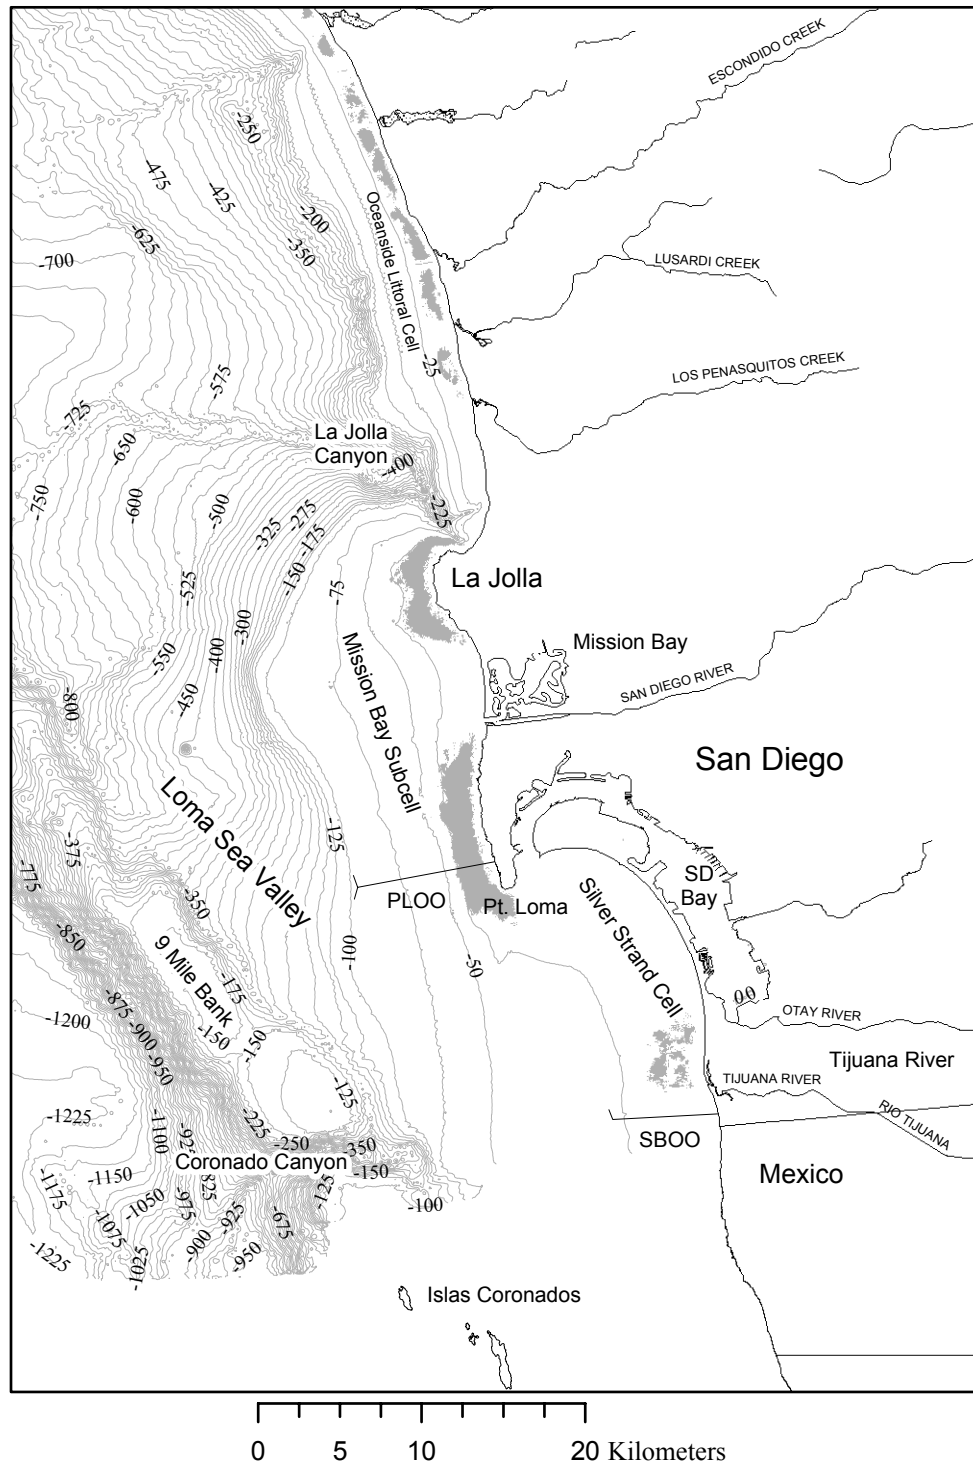 ESCONDIDO CREEK
-250
-475
-425
-200
-625
-350
Oceanside Littoral Cell
-700
LUSARDI CREEK
-25
LOS PENASQUITOS CREEK
-575
-725
La Jolla
Canyon
-650
-400
-750
-600
-500
-225
-325
-275
-175
-150
-525
-75
La Jolla
-300
Mission Bay
-550
-400
Mission Bay Subcell
SAN DIEGO RIVER
-800
-450
San Diego
Loma Sea Valley
-125
-375
-775
SD
Bay
PLOO
Pt. Loma
-350
Silver Strand Cell
-850
9 Mile Bank
-100
-50
-175
-875
-1200
-900
-150
-150
OTAY RIVER
-950
Tijuana River
TIJUANA RIVER
-125
-1225
RIO TIJUANA
-225
-1100
-925
-250
-350
SBOO
Coronado Canyon
-150
Mexico
-1150
-1175
825
-125
-100
-1050
-975
-925
-675
-1075
-900
-1225
-1025
-950
Islas Coronados
0 5 10 20 Kilometers